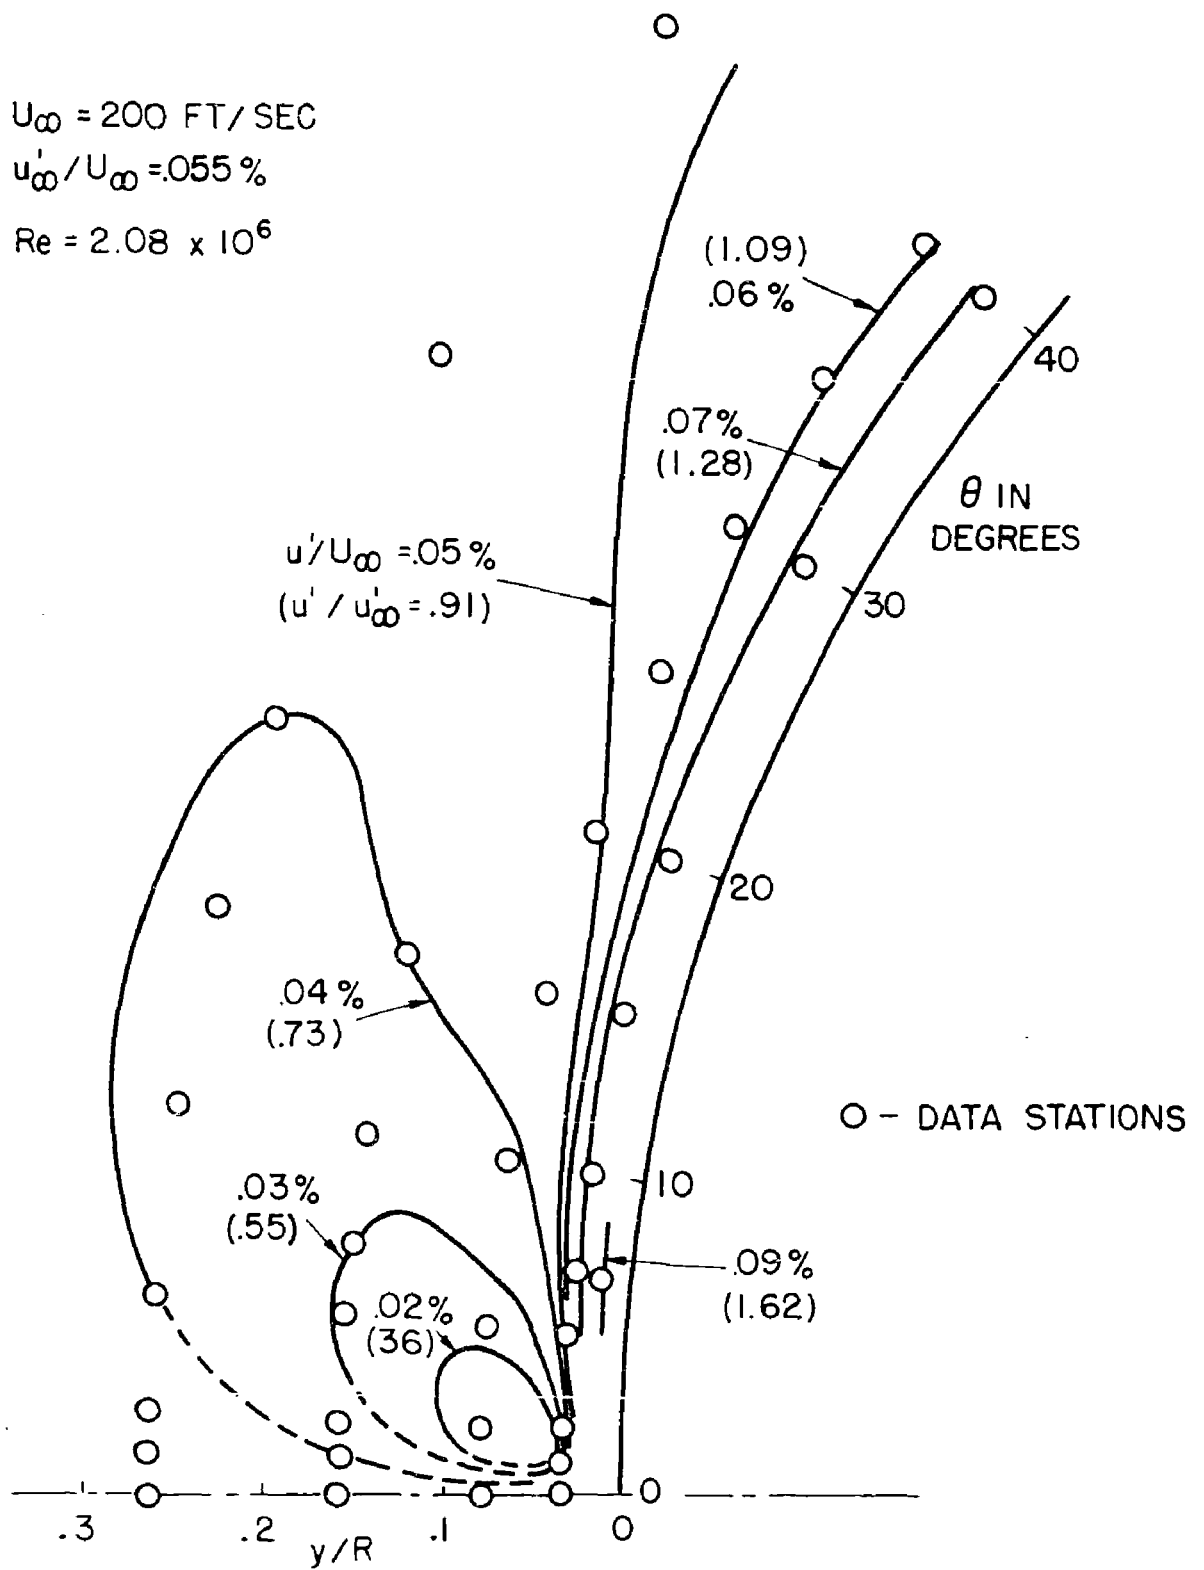 U∞ = 200 FT/SEC
u'∞/U∞ =.055 %
Re = 2.08 x 10⁶
(1.09)
.06 %
40
.07%
(1.28)
θ IN
DEGREES
u'/U∞ =.05 %
(u' / u'∞ = .91)
30
20
.04 %
(.73)
O - DATA STATIONS
10
.03%
(.55)
.09%
(1.62)
.02%
(36)
0
.3
.2
.1
0
y/R